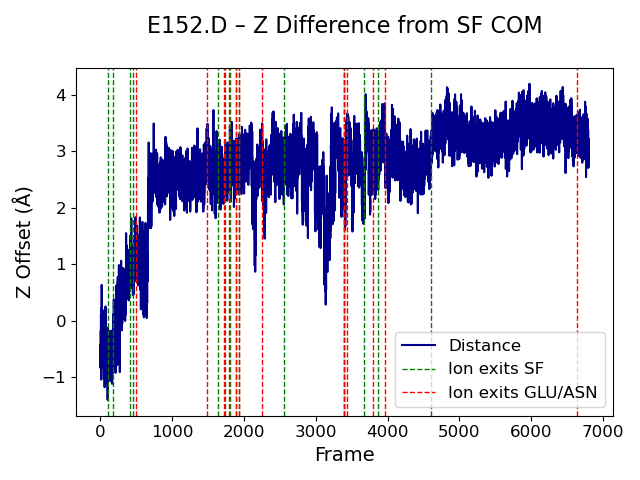 E152.D – Z Difference from SF COM
Z Offset (Å)
4
3
2
1
0
−1
0 1000 2000 3000 4000 5000 6000 7000
Frame
Distance
Ion exits SF
Ion exits GLU/ASN